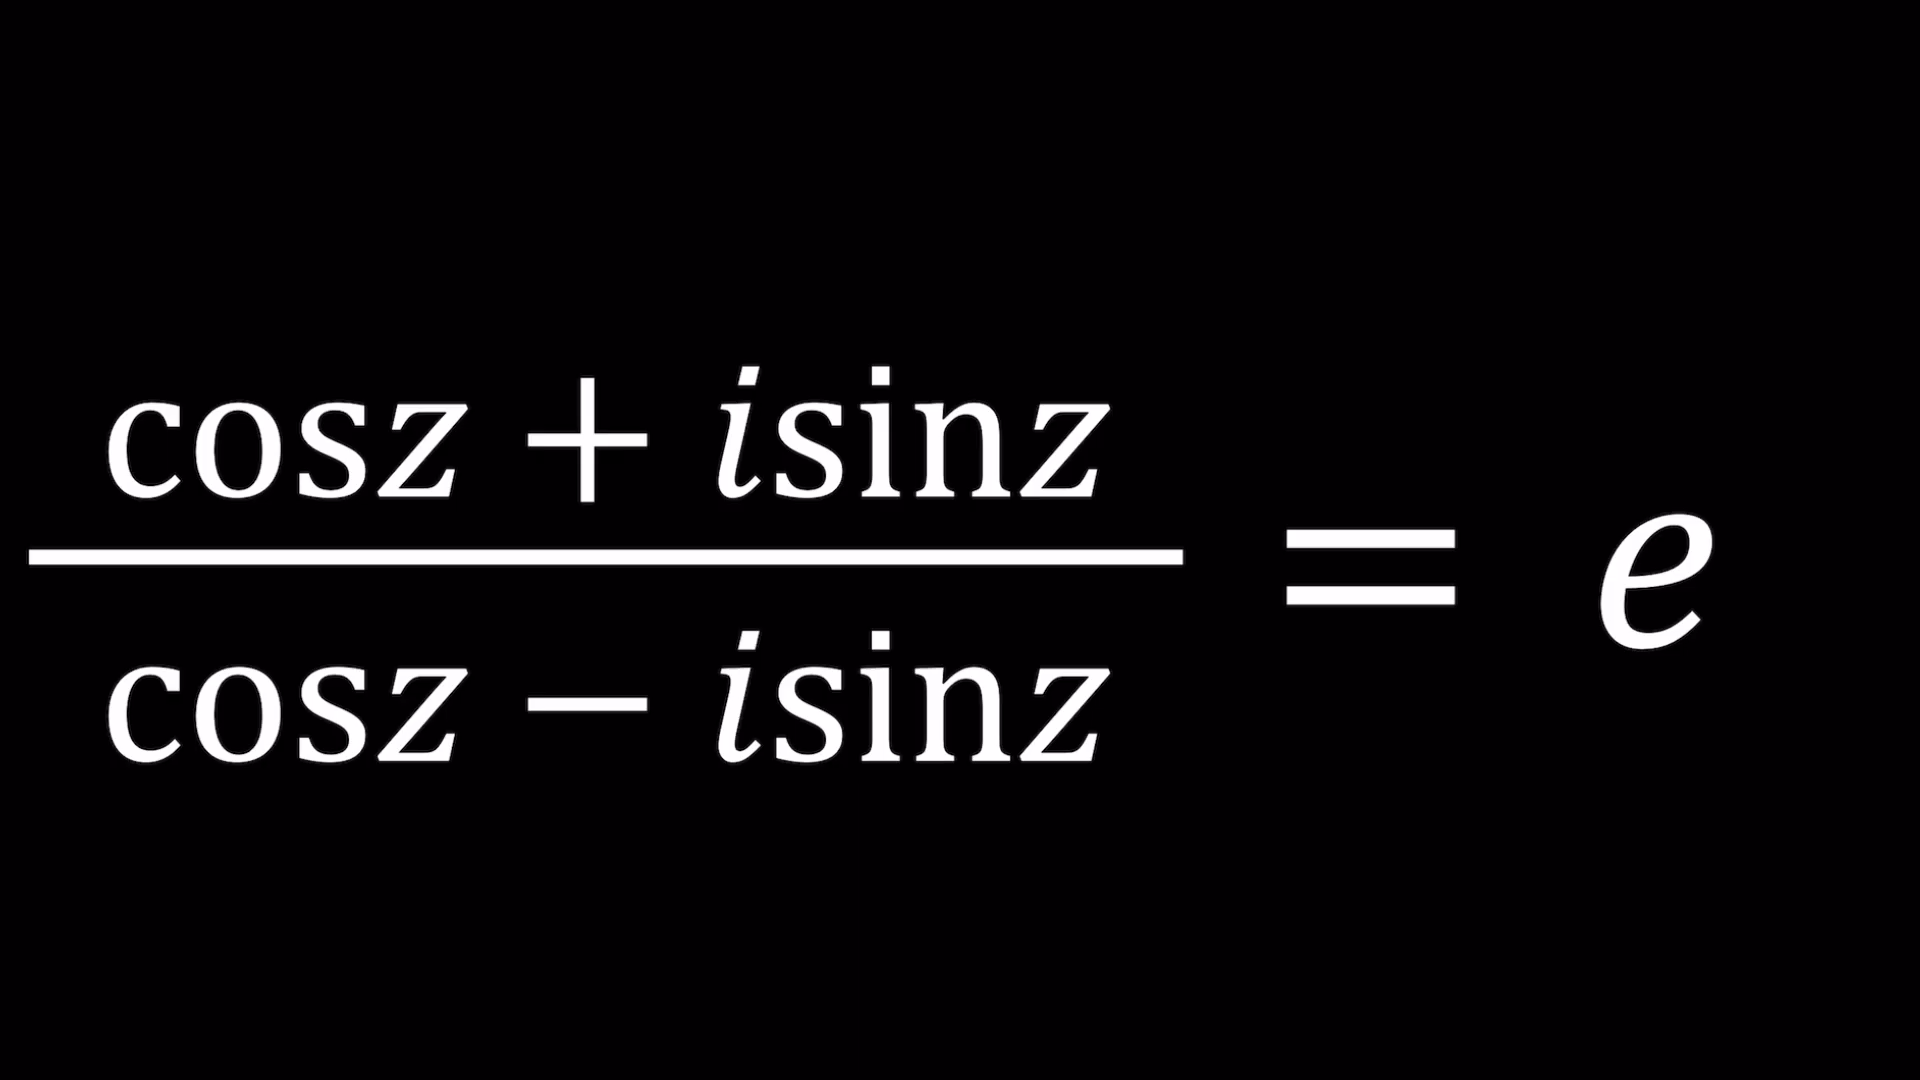 cosz + isinz
cosz − isinz
= e